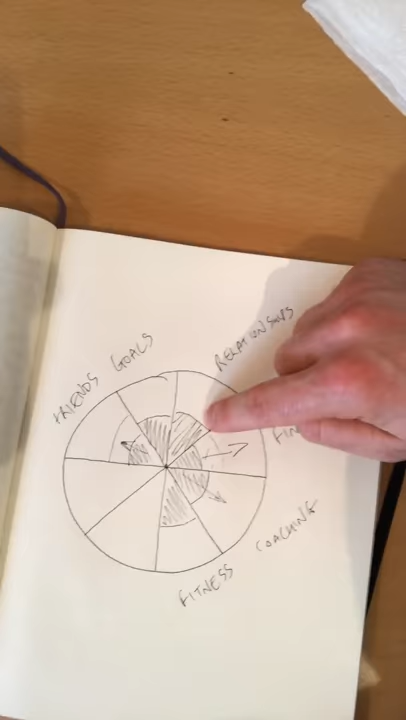 FRIENDS
GOALS
RELATIONSHIPS
COACHING
FITNESS